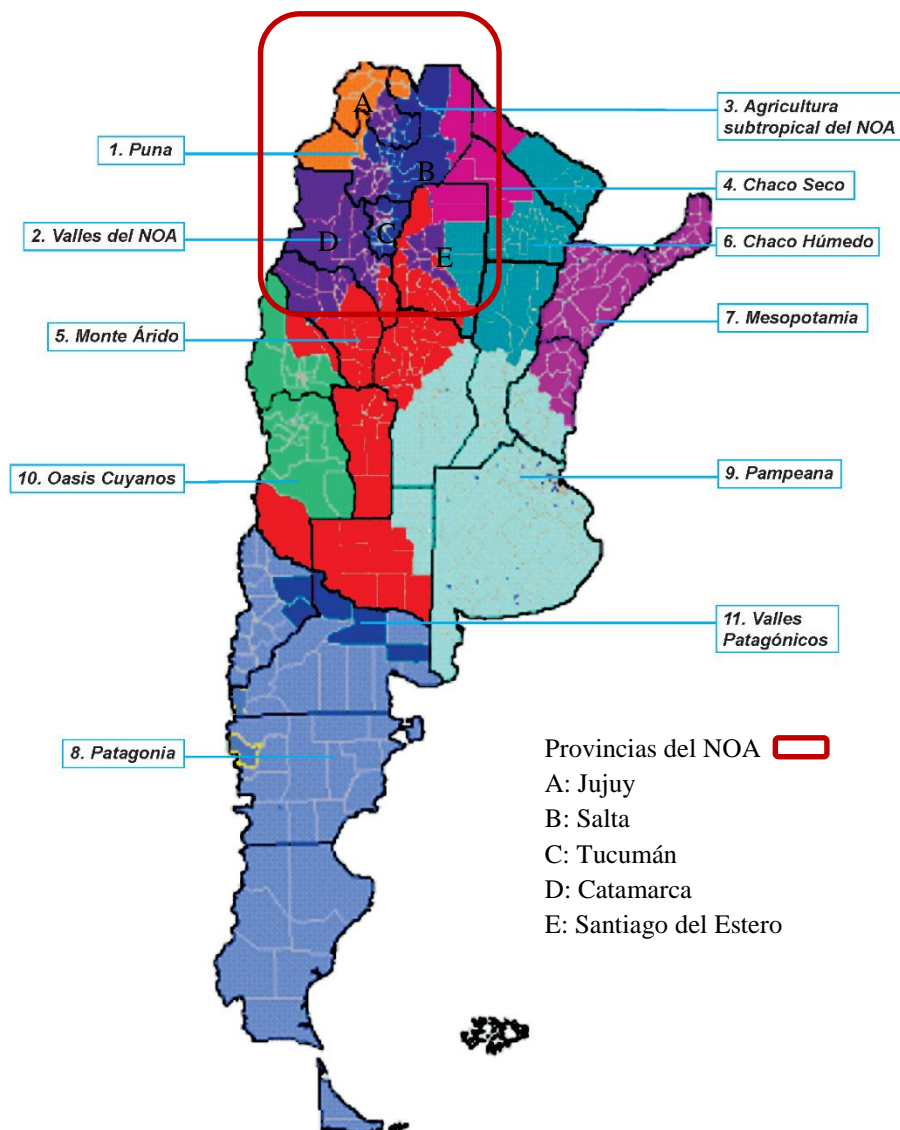 A
3. Agricultura
subtropical del NOA
1. Puna
B
4. Chaco Seco
2. Valles del NOA
D
C
E
6. Chaco Húmedo
5. Monte Árido
7. Mesopotamia
10. Oasis Cuyanos
9. Pampeana
11. Valles
Patagónicos
8. Patagonia
Provincias del NOA
A: Jujuy
B: Salta
C: Tucumán
D: Catamarca
E: Santiago del Estero